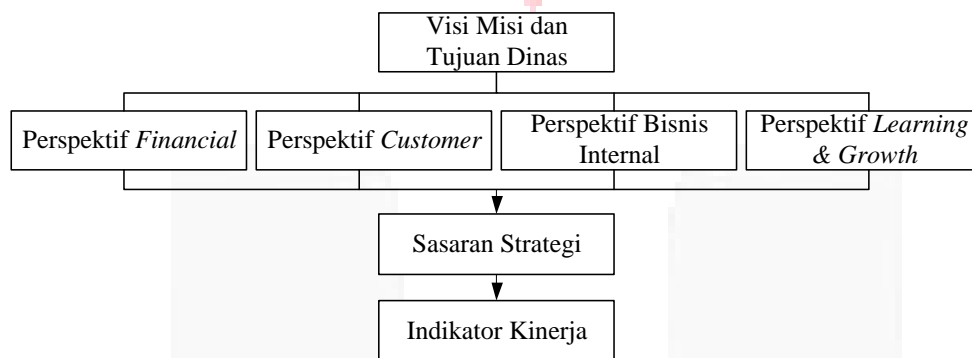 Visi Misi dan
Tujuan Dinas
Perspektif Financial
Perspektif Customer
Perspektif Bisnis
Internal
Perspektif Learning
& Growth
Sasaran Strategi
Indikator Kinerja